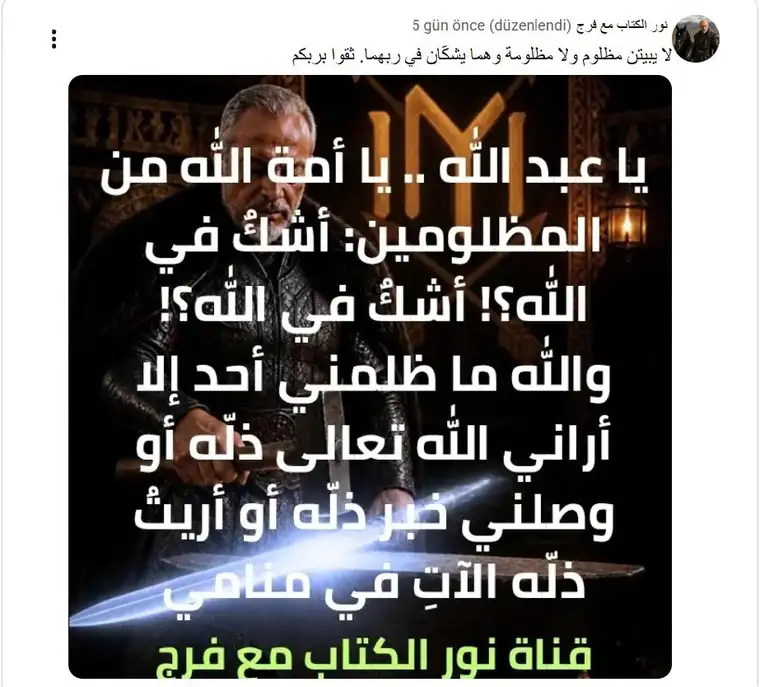 نور الكتاب مع فرج 5 gün önce (düzenlendi)
لا يبيتن مظلوم ولا مظلومة وهما يشكّان في ربهما. ثقوا بربكم
يا عبد الله .. يا أمة الله من
المظلومين: أشكٌ في
الله؟! أشكٌ في الله؟!
والله ما ظلمني أحد إلا
أراني الله تعالى ذلّه أو
وصلني خبر ذلّه أو أريتُ
ذلّه الآتِ في منامي
قناة نور الكتاب مع فرج